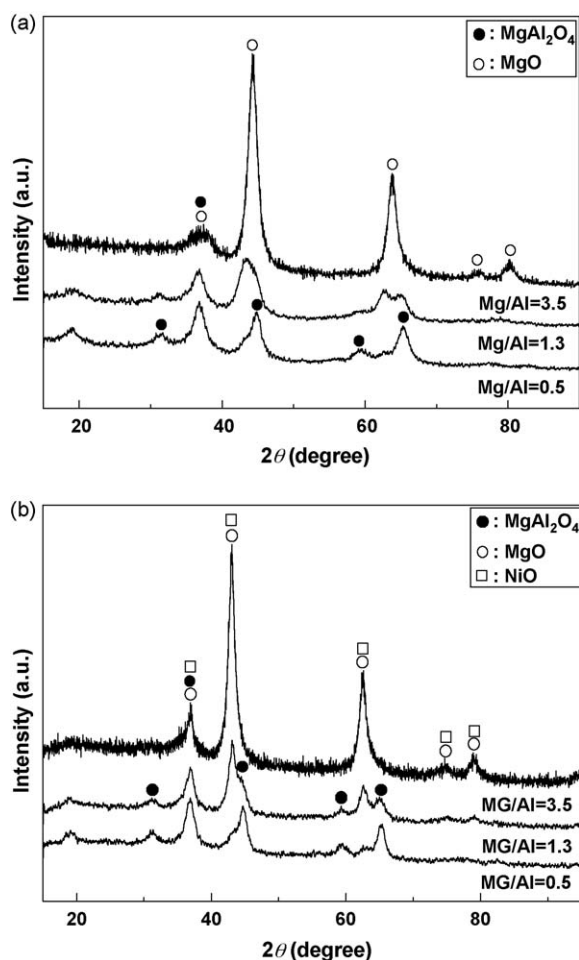 (a)
● : MgAl₂O₄
○ : MgO
Intensity (a.u.)
Mg/Al=3.5
Mg/Al=1.3
Mg/Al=0.5
20 40 60 80
2θ (degree)
(b)
● : MgAl₂O₄
○ : MgO
□ : NiO
Intensity (a.u.)
MG/Al=3.5
MG/Al=1.3
MG/Al=0.5
20 40 60 80
2θ (degree)